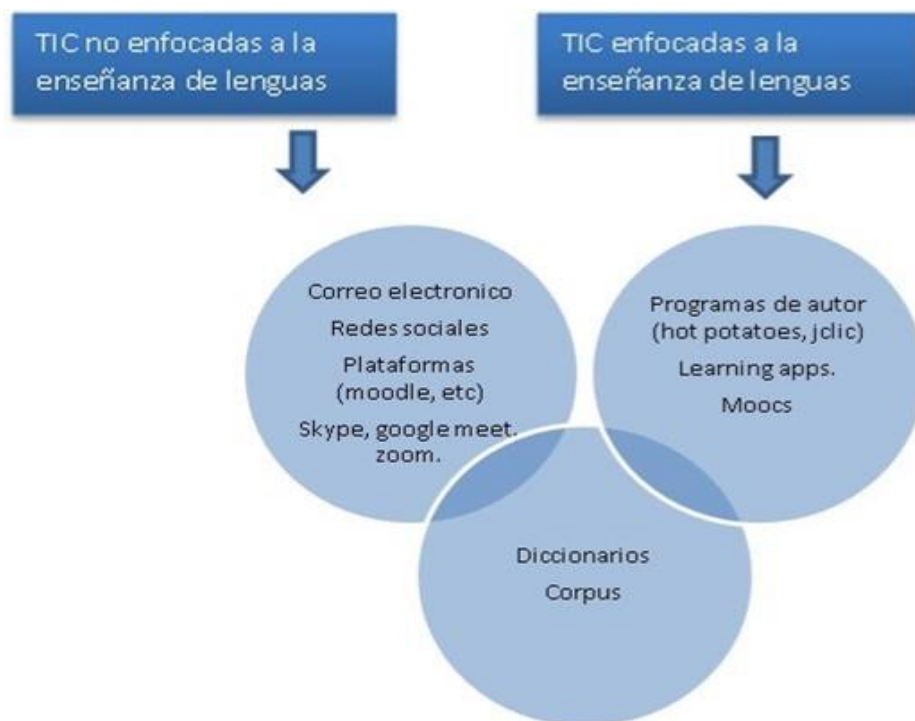 TIC no enfocadas a la
enseñanza de lenguas
TIC enfocadas a la
enseñanza de lenguas
Correo electronico
Redes sociales
Plataformas
(moodle, etc)
Skype, google meet.
zoom.
Programas de autor
(hot potatoes, jclic)
Learning apps.
Moocs
Diccionarios
Corpus